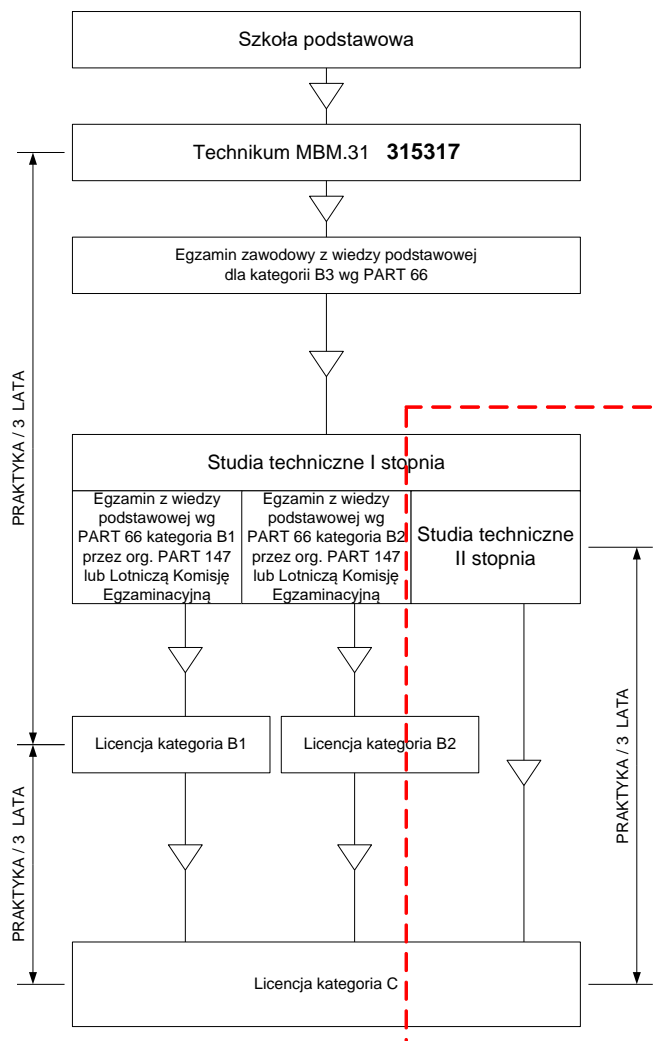 Szkoła podstawowa
Technikum MBM.31 315317
Egzamin zawodowy z wiedzy podstawowej
dla kategorii B3 wg PART 66
PRAKTYKA / 3 LATA
Studia techniczne I stopnia
Egzamin z wiedzy
podstawowej wg
PART 66 kategoria B1
przez org. PART 147
lub Lotniczą Komisję
Egzaminacyjną
Egzamin z wiedzy
podstawowej wg
PART 66 kategoria B2
przez org. PART 147
lub Lotniczą Komisję
Egzaminacyjną
Studia techniczne
II stopnia
Licencja kategoria B1
Licencja kategoria B2
PRAKTYKA / 3 LATA
PRAKTYKA / 3 LATA
Licencja kategoria C